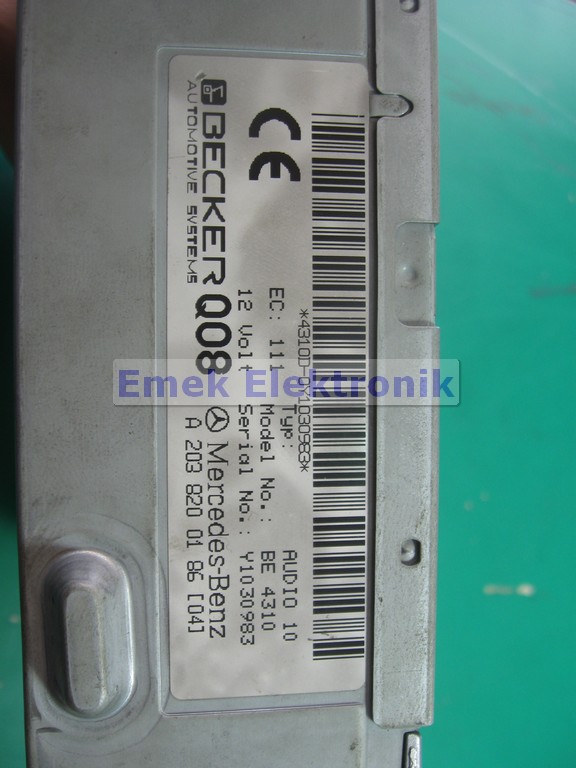 BECKER Q08
AUTOMOTIVE SYSTEMS
Mercedes-Benz
A 203 820 01 86 [04]
CE
Typ: AUDIO 10
EC: 111 Model No.: BE 4310
12 Volt Serial No.: Y1030983
*4310D-0Y1030983*
Emek Elektronik